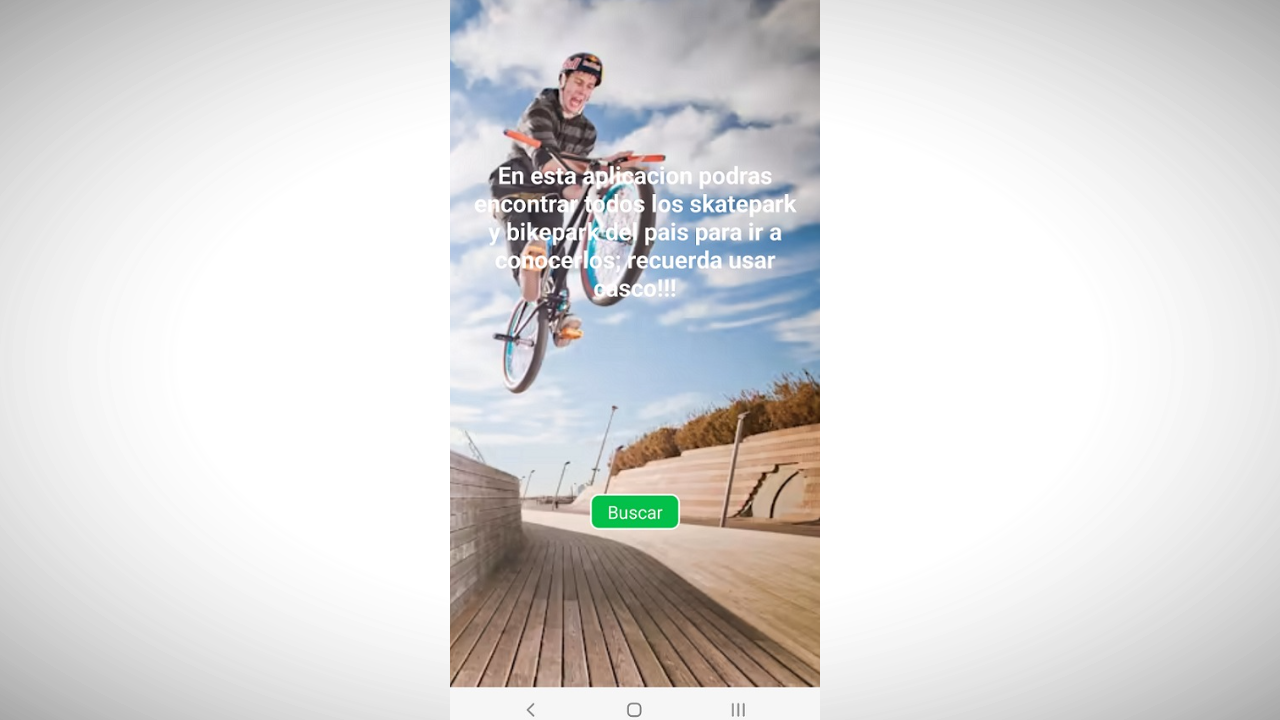 En esta aplicacion podras
encontrar todos los skatepark
y bikepark del pais para ir a
conocerlos; recuerda usar
casco!!!
Buscar